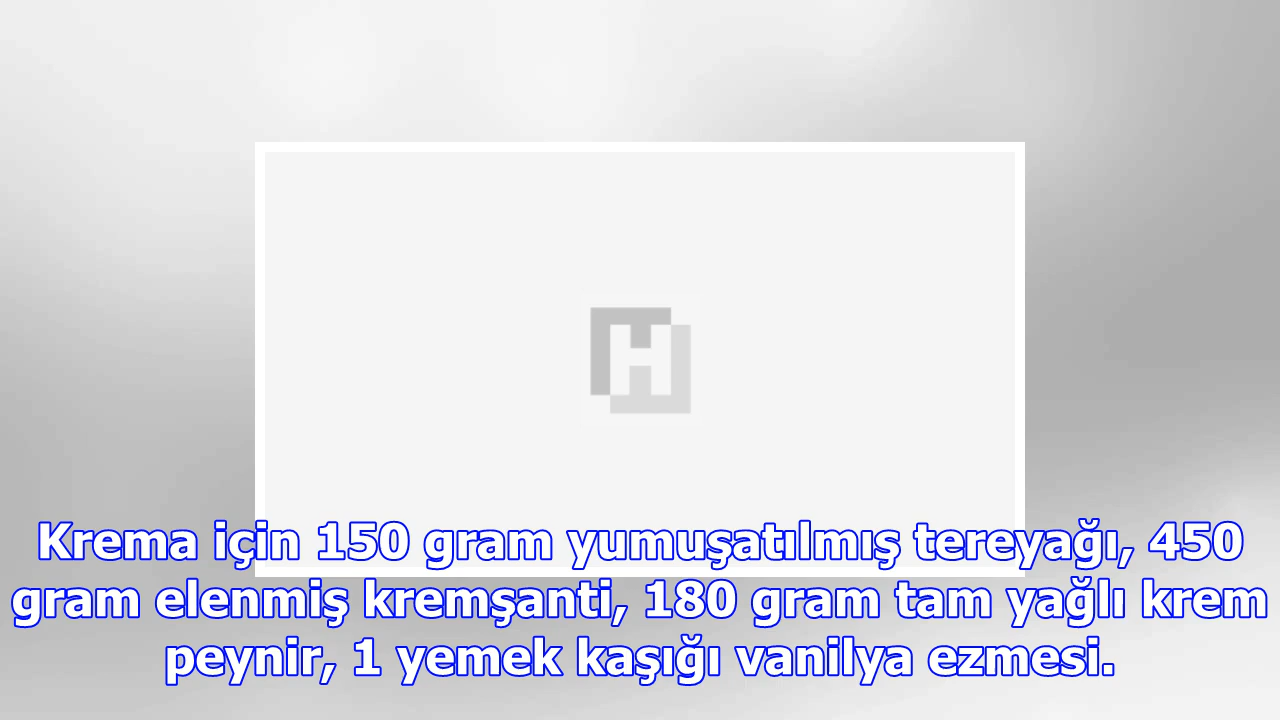 H
Krema için 150 gram yumuşatılmış tereyağı, 450
gram elenmiş kremşanti, 180 gram tam yağlı krem
peynir, 1 yemek kaşığı vanilya ezmesi.